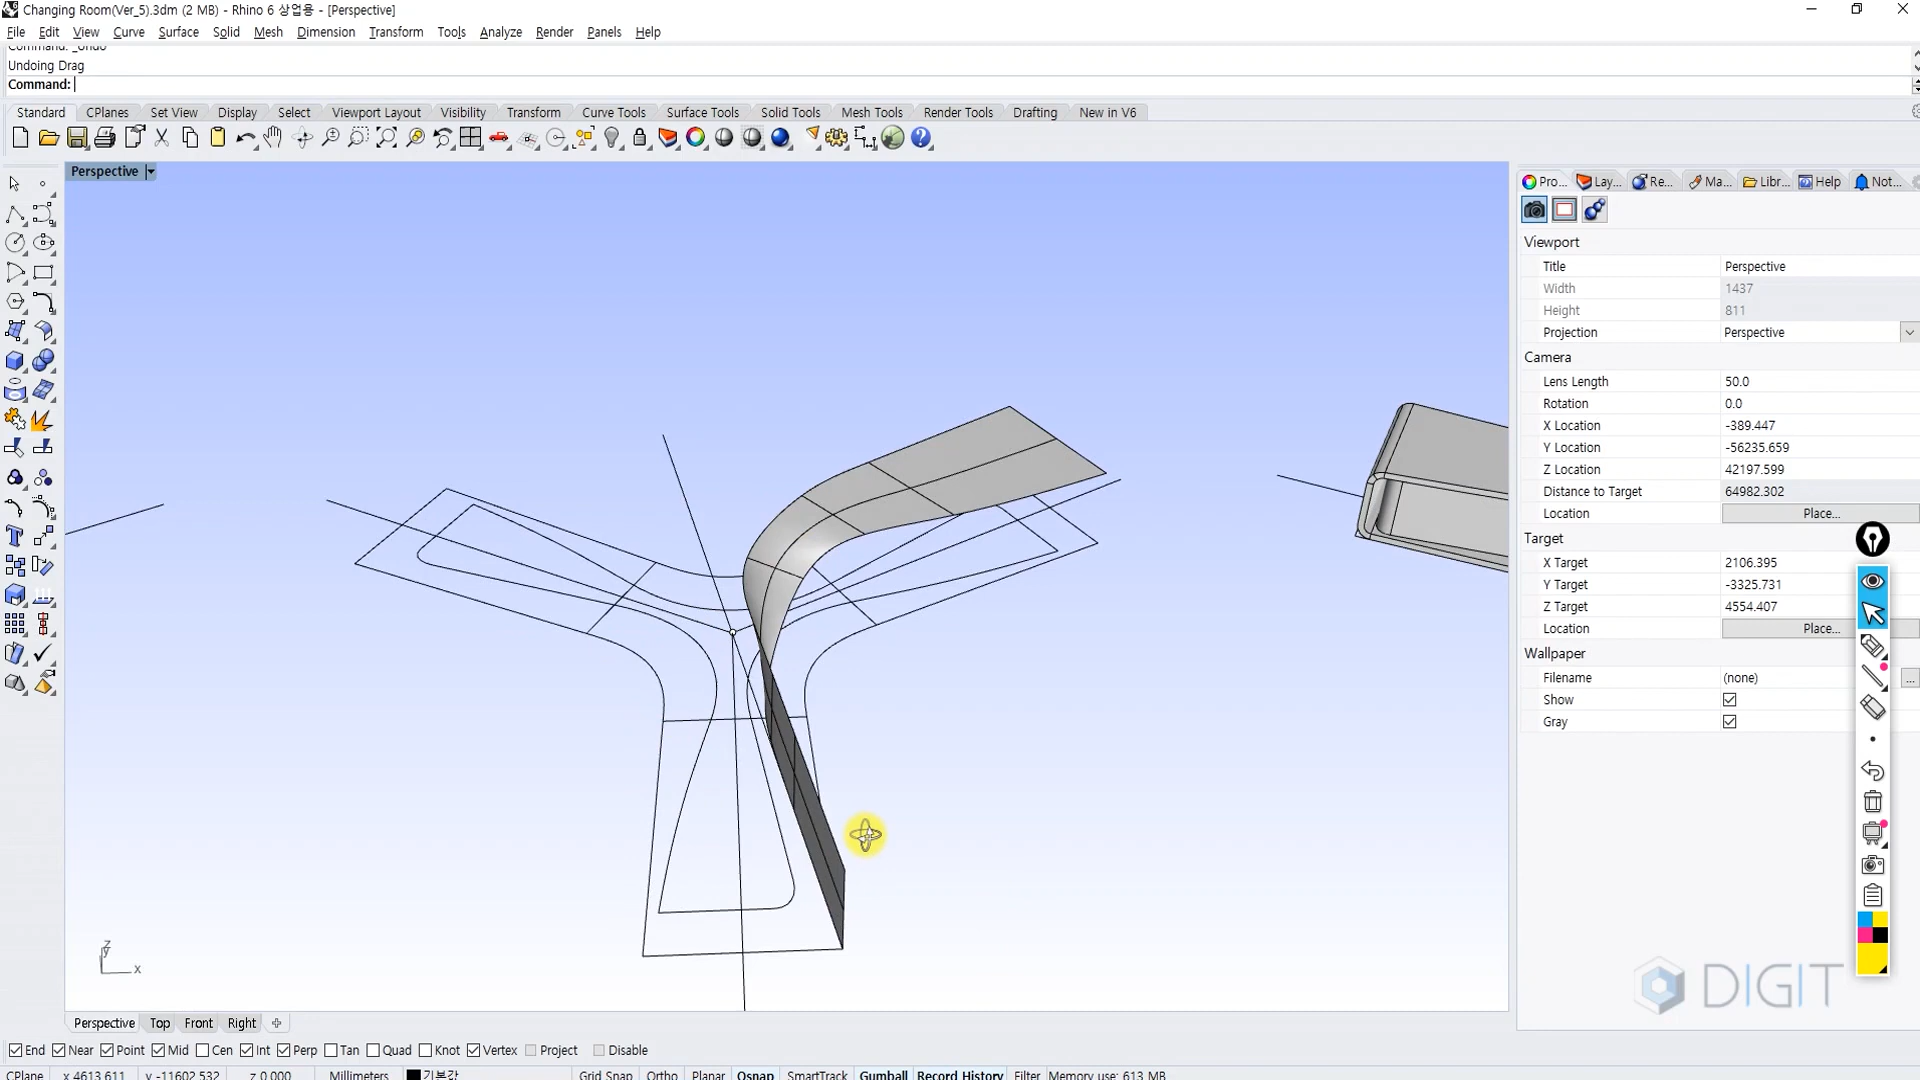 Changing Room(Ver_5).3dm (2 MB) - Rhino 6 상업용 - [Perspective]
File Edit View Curve Surface Solid Mesh Dimension Transform Tools Analyze Render Panels Help
Command: _Undo
Undoing Drag
Command:
Standard CPlanes Set View Display Select Viewport Layout Visibility Transform Curve Tools Surface Tools Solid Tools Mesh Tools Render Tools Drafting New in V6
Perspective
Pro... Lay... Re... Ma... Libr... Help Not...
Viewport
Title Perspective
Width 1437
Height 811
Projection Perspective
Camera
Lens Length 50.0
Rotation 0.0
X Location -389.447
Y Location -56235.659
Z Location 42197.599
Distance to Target 64982.302
Location Place...
Target
X Target 2106.395
Y Target -3325.731
Z Target 4554.407
Location Place...
Wallpaper
Filename (none) ...
Show
Gray
z
y
x
DIGIT
Perspective Top Front Right
End Near Point Mid Cen Int Perp Tan Quad Knot Vertex Project Disable
CPlane x 4613.611 y -11602.532 z 0.000 Millimeters 기본값 Grid Snap Ortho Planar Osnap SmartTrack Gumball Record History Filter Memory use: 613 MB